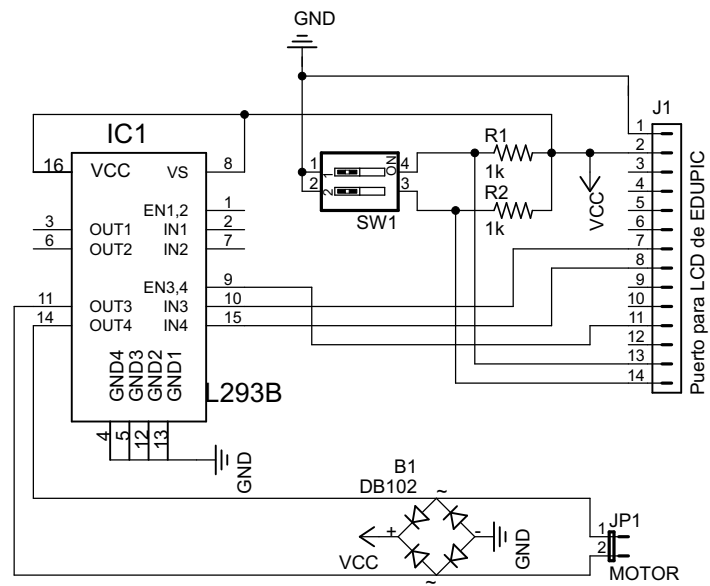 GND
J1
IC1
R1
1k
R2
1k
VCC
SW1
ON
1
2
4
3
1
2
16
VCC
VS
8
EN1,2
1
3
OUT1
IN1
2
6
OUT2
IN2
7
EN3,4
9
11
OUT3
IN3
10
14
OUT4
IN4
15
GND4
GND3
GND2
GND1
4
5
12
13
L293B
GND
1
2
3
4
5
6
7
8
9
10
11
12
13
14
Puerto para LCD de EDUPIC
B1
DB102
~
+
-
~
VCC
GND
JP1
1
2
MOTOR